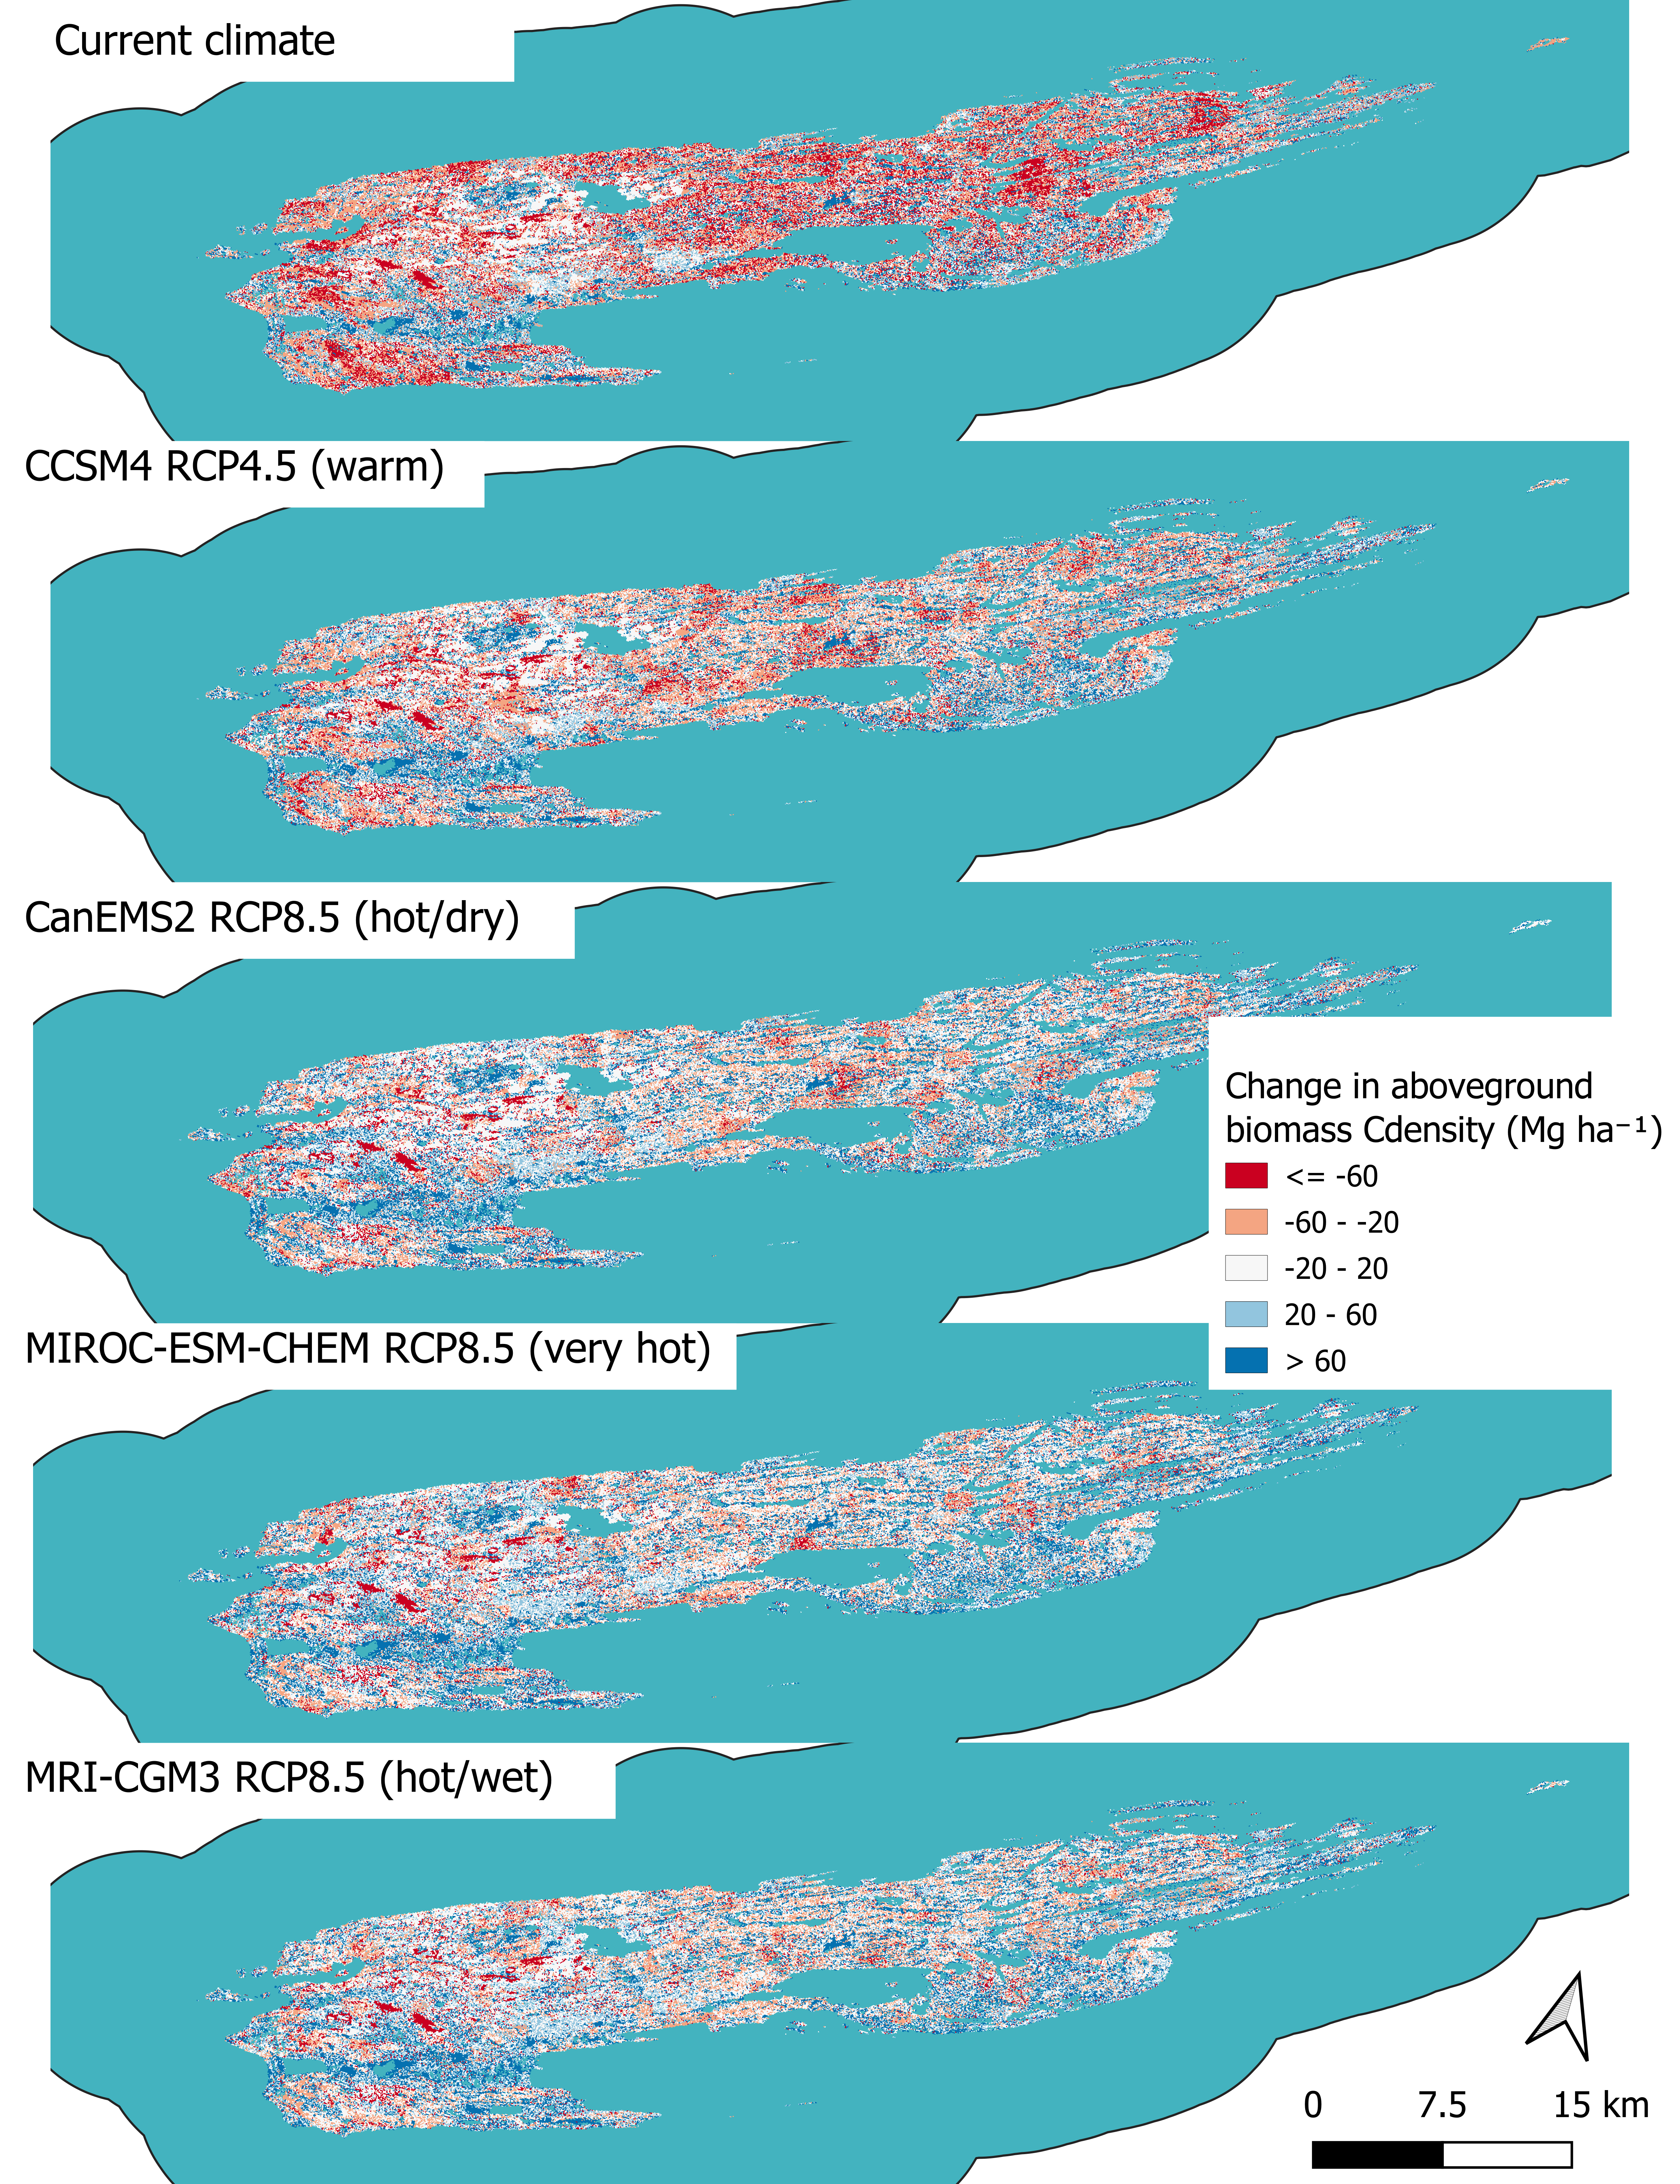 Current climate
CCSM4 RCP4.5 (warm)
CanEMS2 RCP8.5 (hot/dry)
Change in aboveground
biomass Cdensity (Mg ha⁻¹)
<= -60
-60 - -20
-20 - 20
20 - 60
> 60
MIROC-ESM-CHEM RCP8.5 (very hot)
MRI-CGM3 RCP8.5 (hot/wet)
0 7.5 15 km